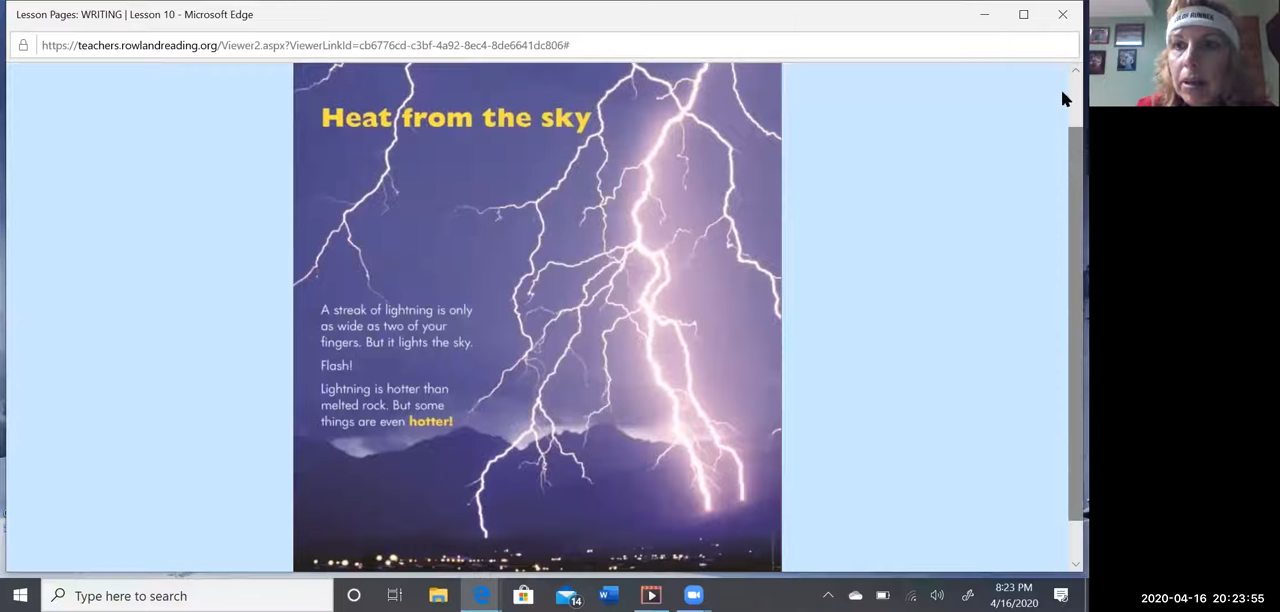 Lesson Pages: WRITING | Lesson 10 - Microsoft Edge
https://teachers.rowlandreading.org/Viewer2.aspx?ViewerLinkId=cb6776cd-c3bf-4a92-8ec4-8de6641dc806#
Heat from the sky
A streak of lightning is only
as wide as two of your
fingers. But it lights the sky.
Flash!
Lightning is hotter than
melted rock. But some
things are even hotter!
Type here to search
14
8:23 PM
4/16/2020
2020-04-16 20:23:55